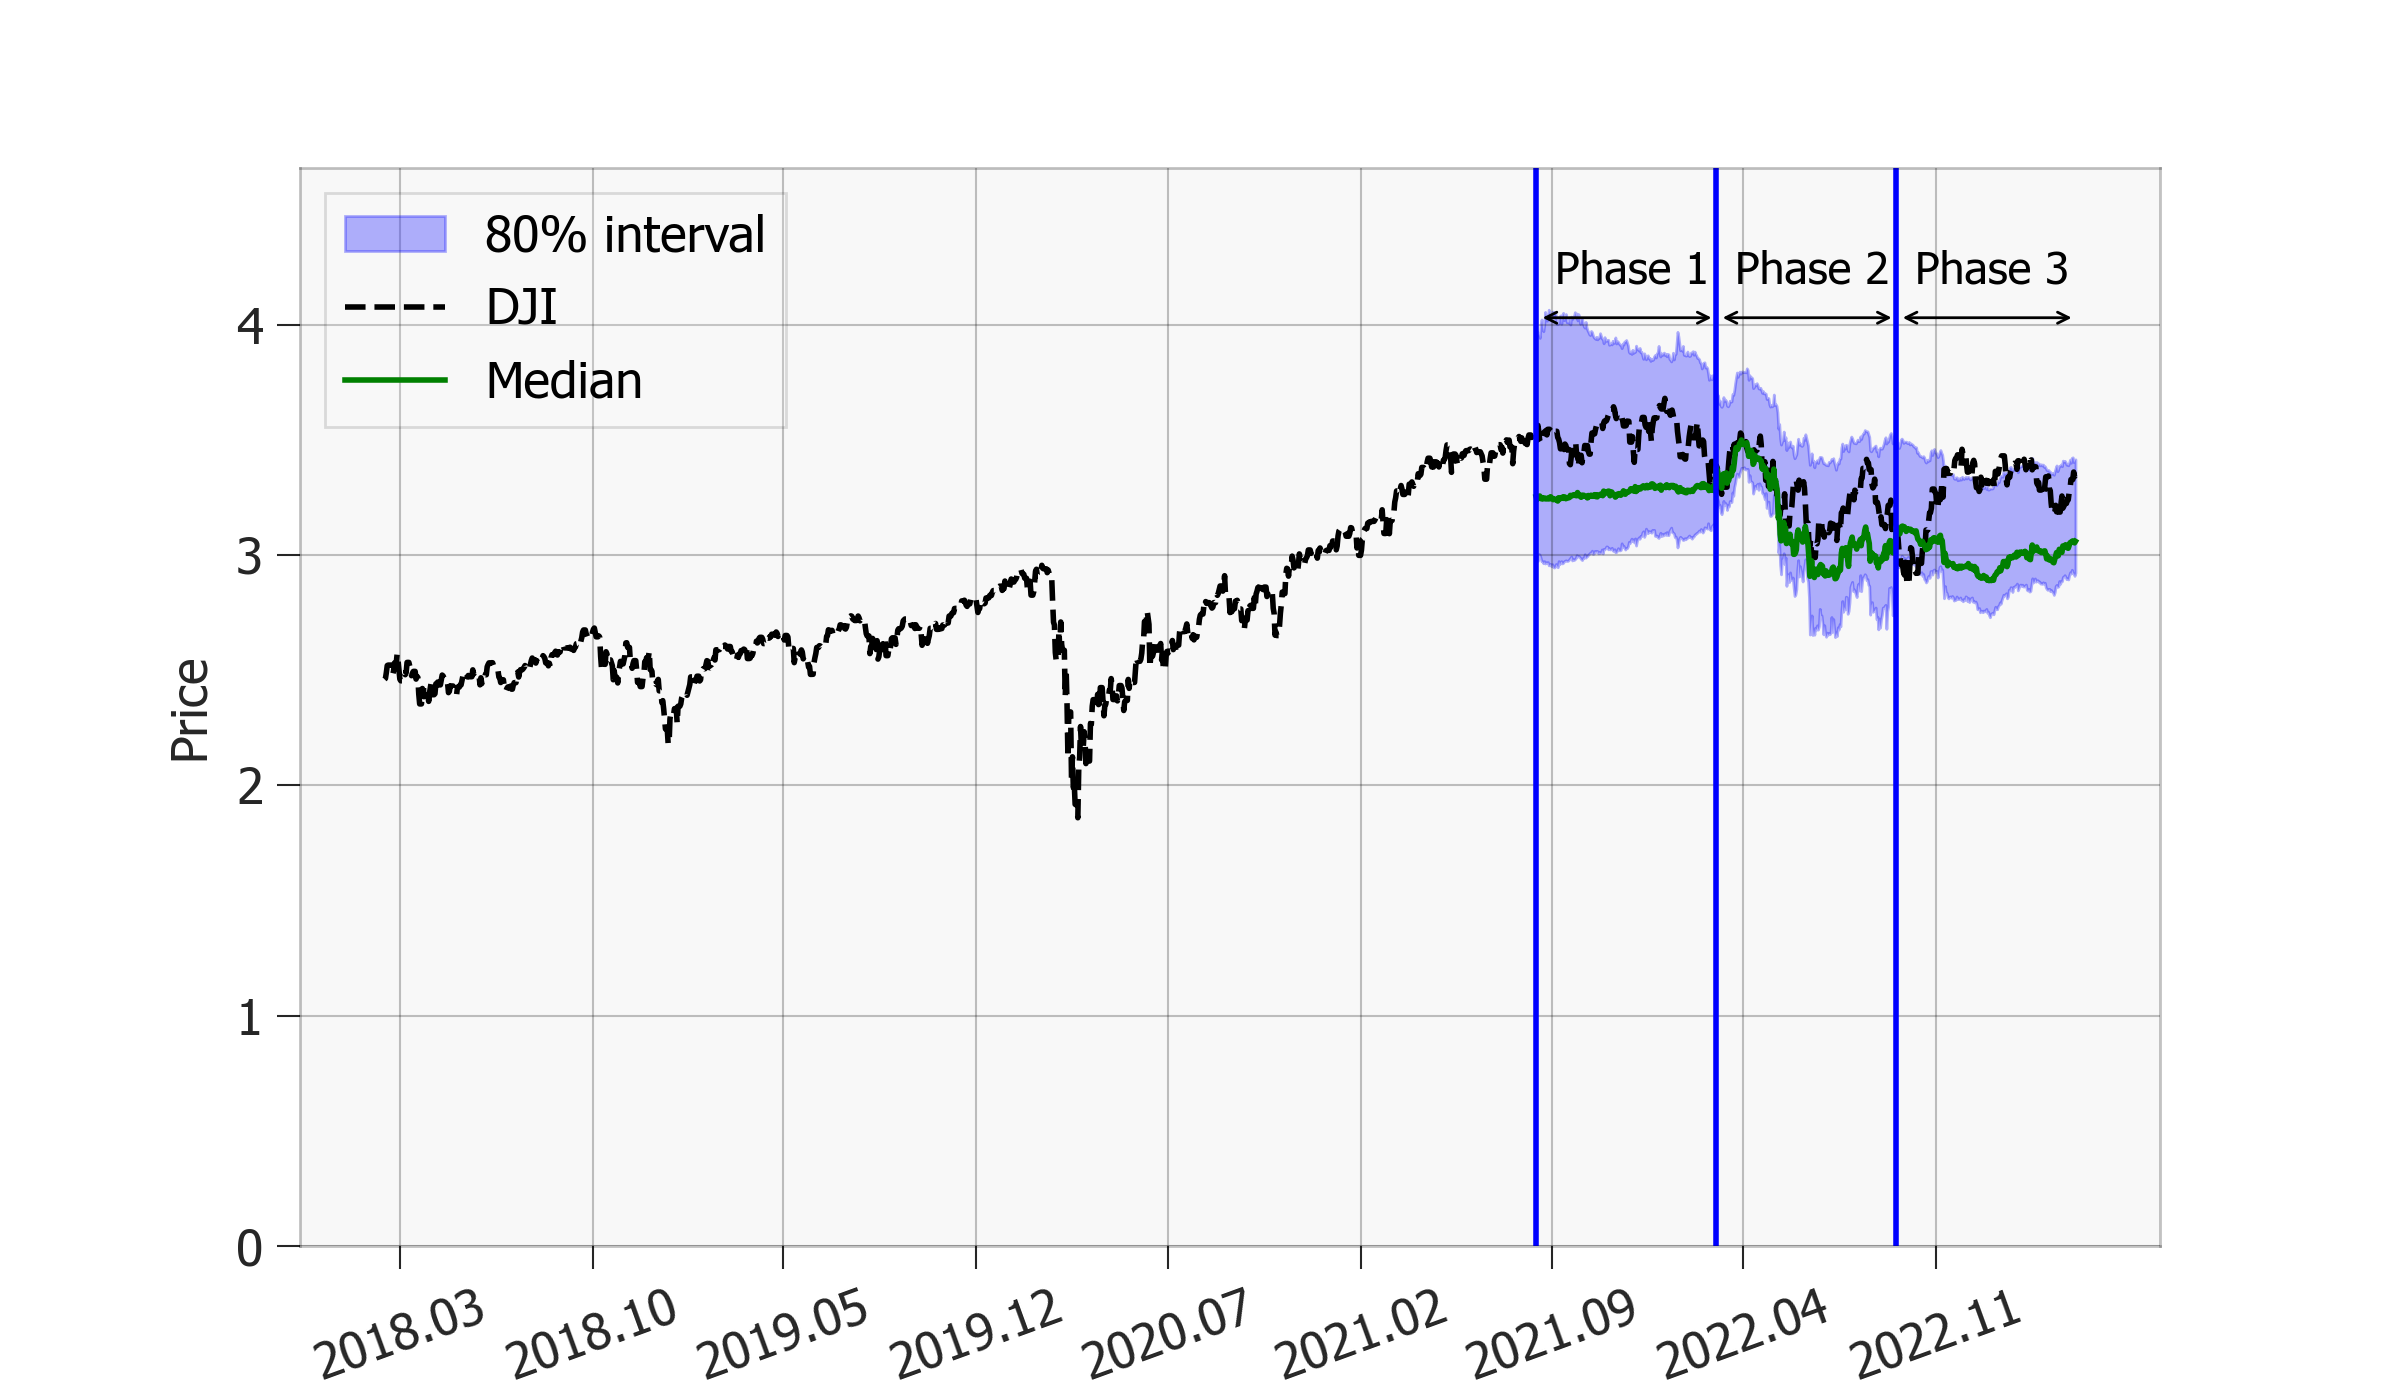 80% interval
DJI
Median
Phase 1
Phase 2
Phase 3
Price
4
3
2
1
0
2018.03
2018.10
2019.05
2019.12
2020.07
2021.02
2021.09
2022.04
2022.11